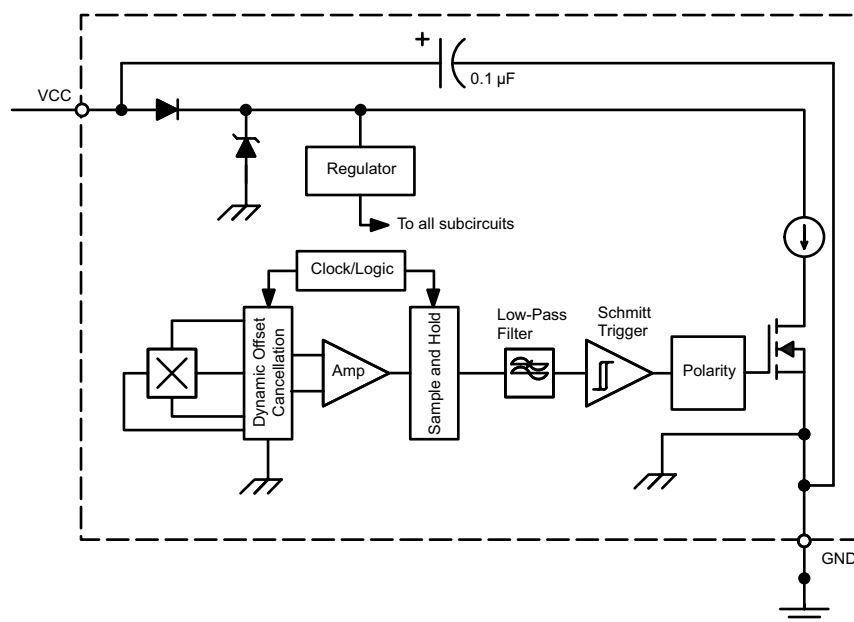 +
0.1 µF
VCC
Regulator
To all subcircuits
Clock/Logic
Dynamic Offset
Cancellation
Amp
Sample and Hold
Low-Pass
Filter
Schmitt
Trigger
Polarity
GND